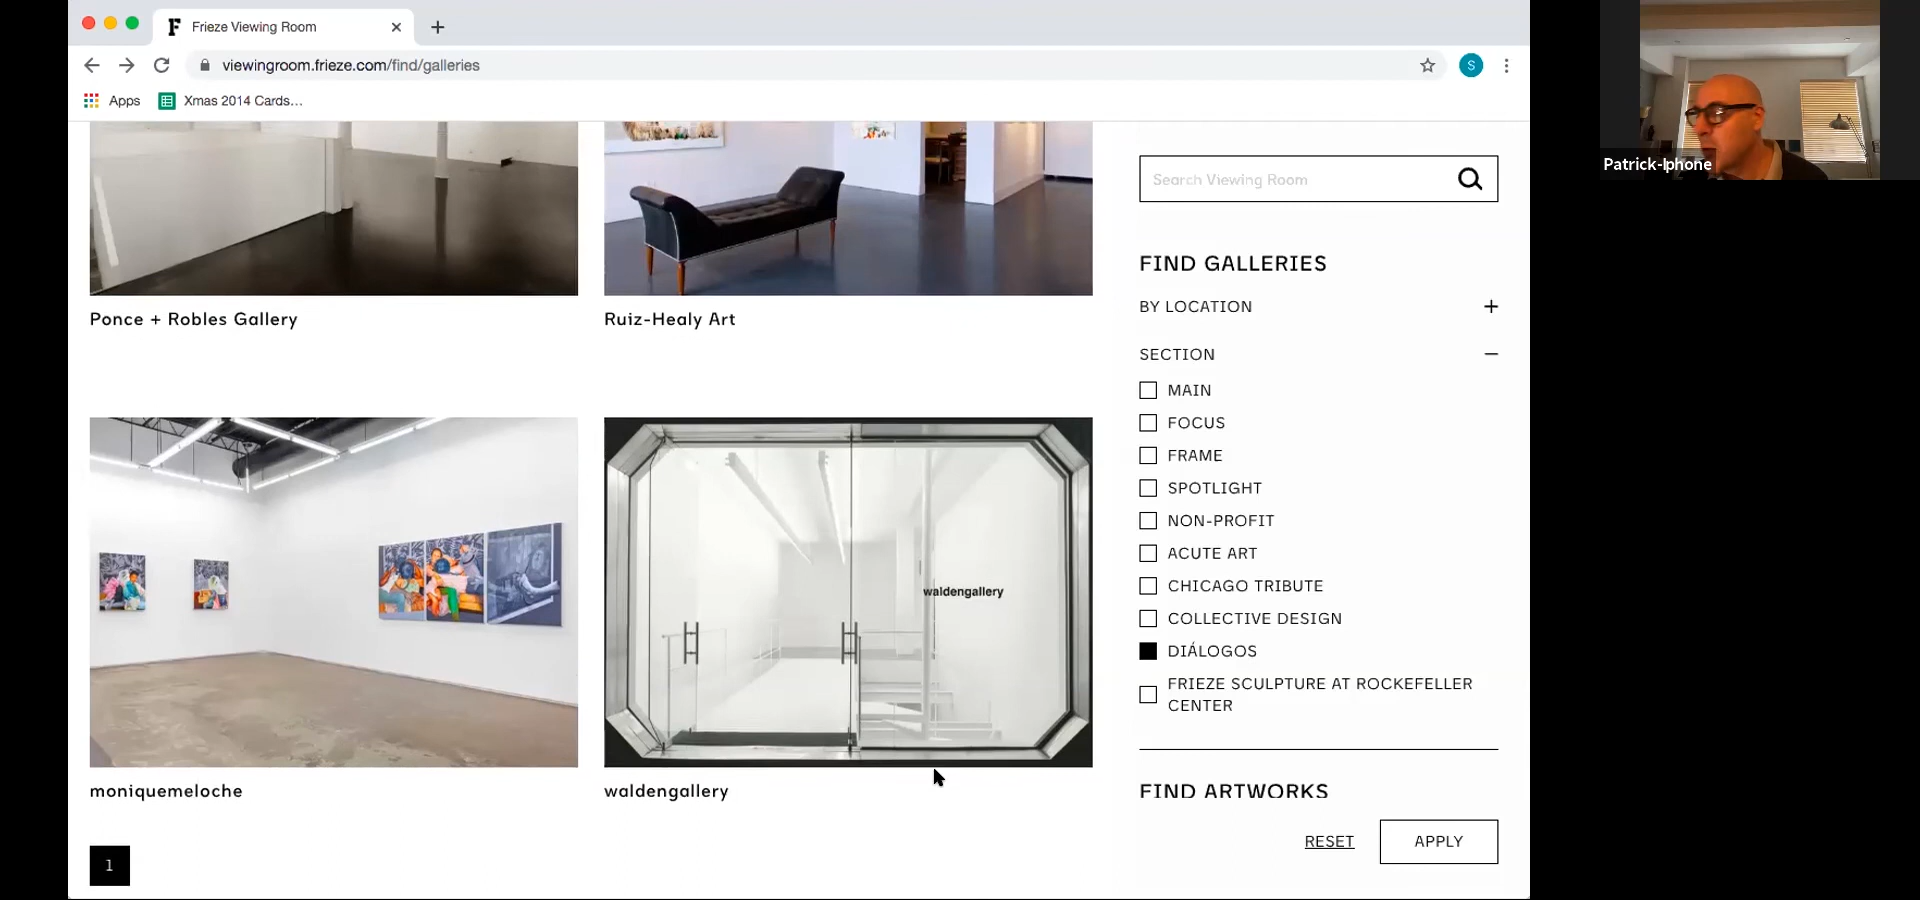 Frieze Viewing Room
viewingroom.frieze.com/find/galleries
S
Apps
Xmas 2014 Cards...
Patrick-Iphone
Search Viewing Room
FIND GALLERIES
BY LOCATION
Ponce + Robles Gallery
Ruiz-Healy Art
SECTION
MAIN
FOCUS
FRAME
SPOTLIGHT
NON-PROFIT
ACUTE ART
CHICAGO TRIBUTE
COLLECTIVE DESIGN
DIÁLOGOS
FRIEZE SCULPTURE AT ROCKEFELLER
CENTER
waldengallery
moniquemeloche
waldengallery
FIND ARTWORKS
RESET
APPLY
1